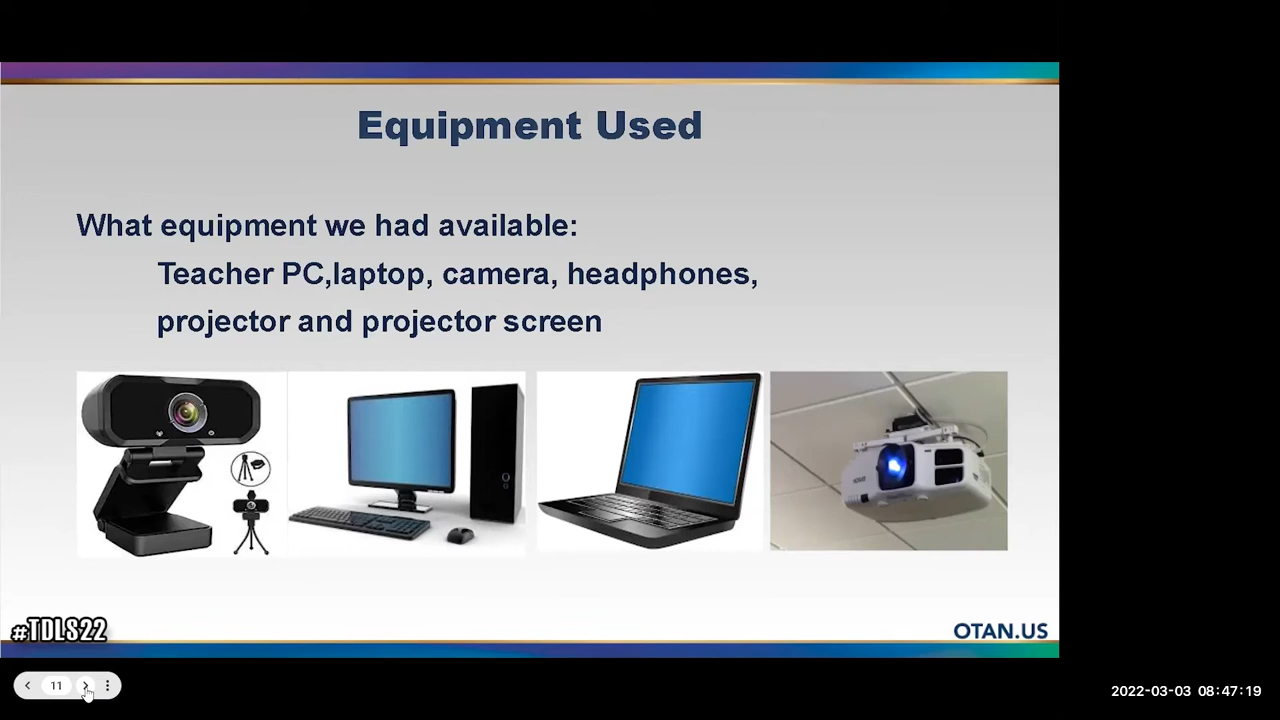 Equipment Used
What equipment we had available:
Teacher PC,laptop, camera, headphones,
projector and projector screen
#TDLS22
OTAN.US
11
2022-03-03 08:47:19